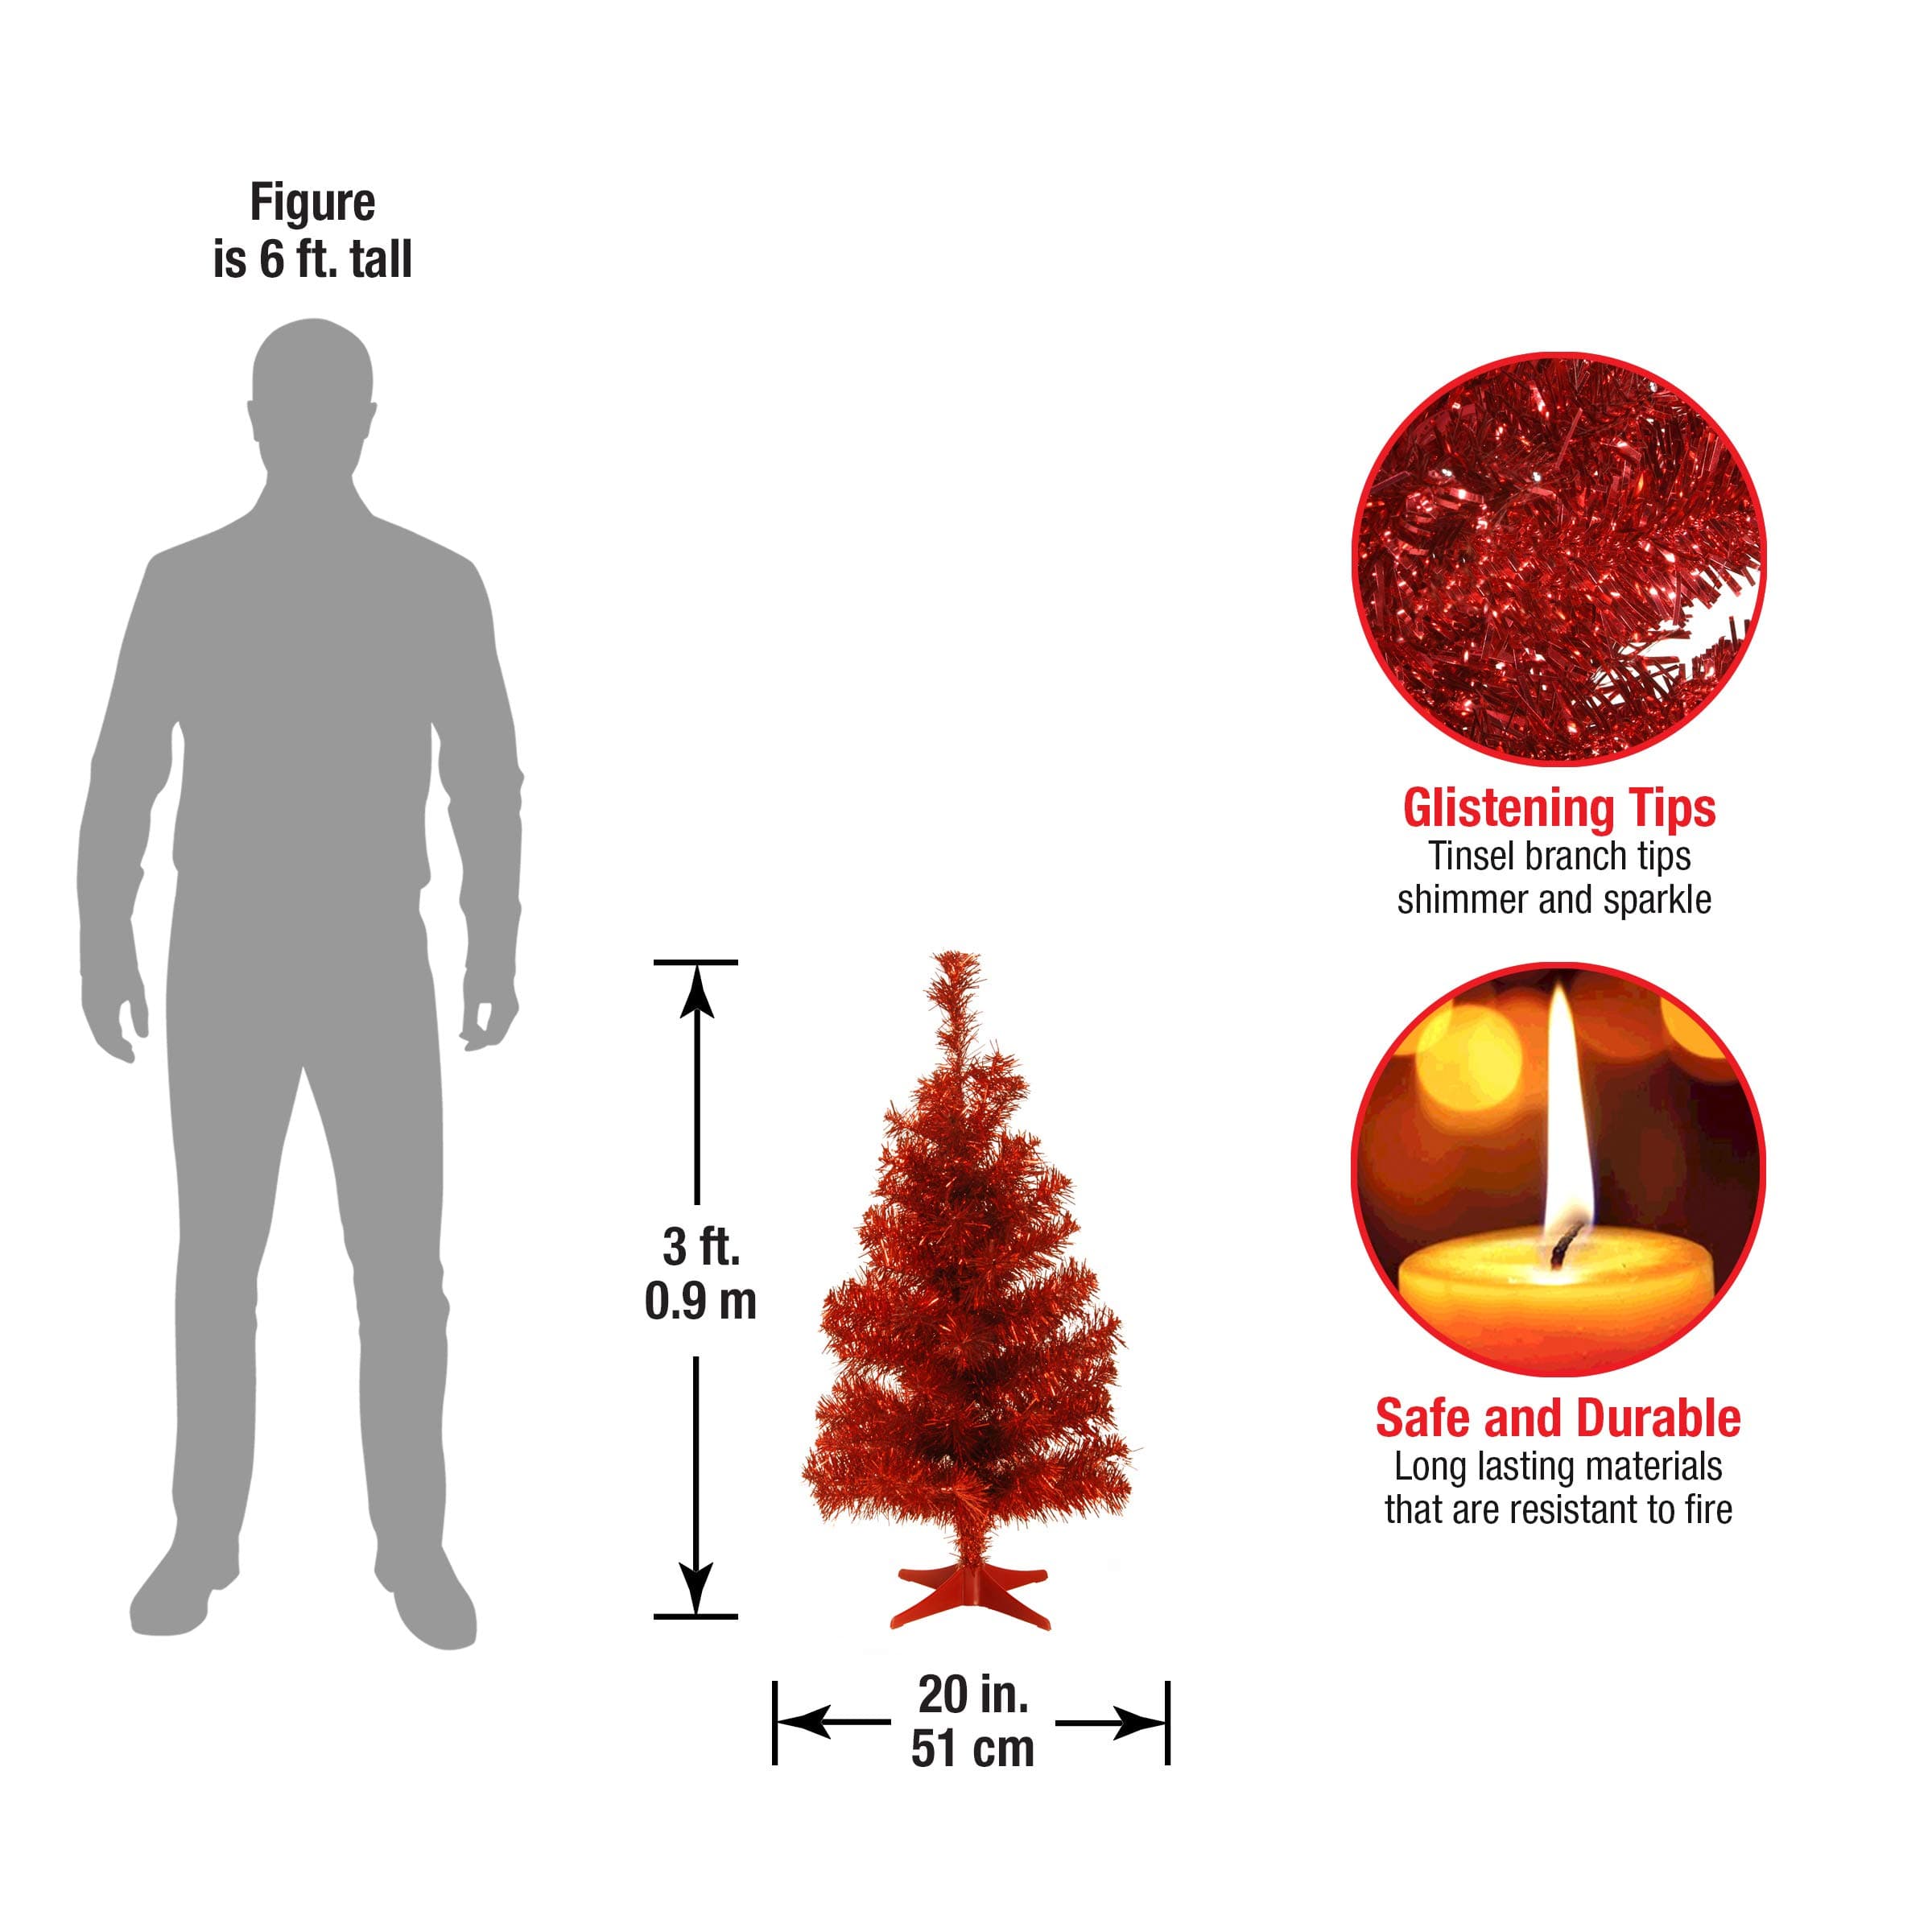 Figure
is 6 ft. tall
3 ft.
0.9 m
20 in.
51 cm
Glistening Tips
Tinsel branch tips
shimmer and sparkle
Safe and Durable
Long lasting materials
that are resistant to fire